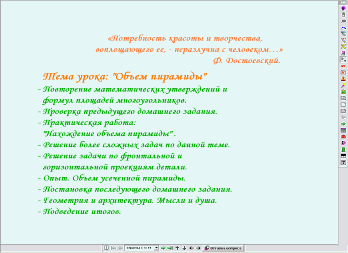 «Потребность красоты и творчества,
воплощающего ее, - неразлучна с человеком…»
Ф. Достоевский.
Тема урока: "Объем пирамиды"
- Повторение математических утверждений и
формул площадей многоугольников.
- Проверка предыдущего домашнего задания.
- Практическая работа:
"Нахождение объема пирамиды".
- Решение более сложных задач по данной теме.
- Решение задачи по фронтальной и
горизонтальной проекциям детали.
- Опыт. Объем усеченной пирамиды.
- Постановка последующего домашнего задания.
- Геометрия и архитектура. Мысли и душа.
- Подведение итогов.